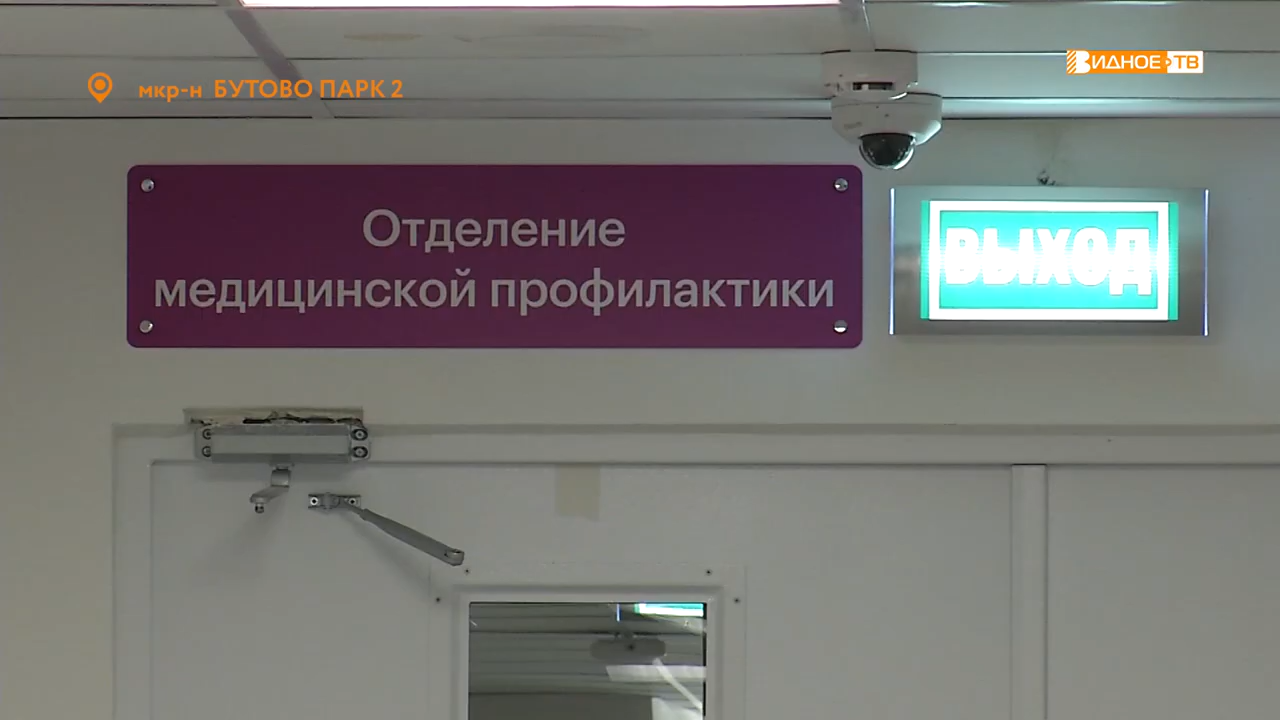 мкр-н БУТОВО ПАРК 2
ВИДНОЕ ТВ
Отделение
медицинской профилактики
ВЫХОД